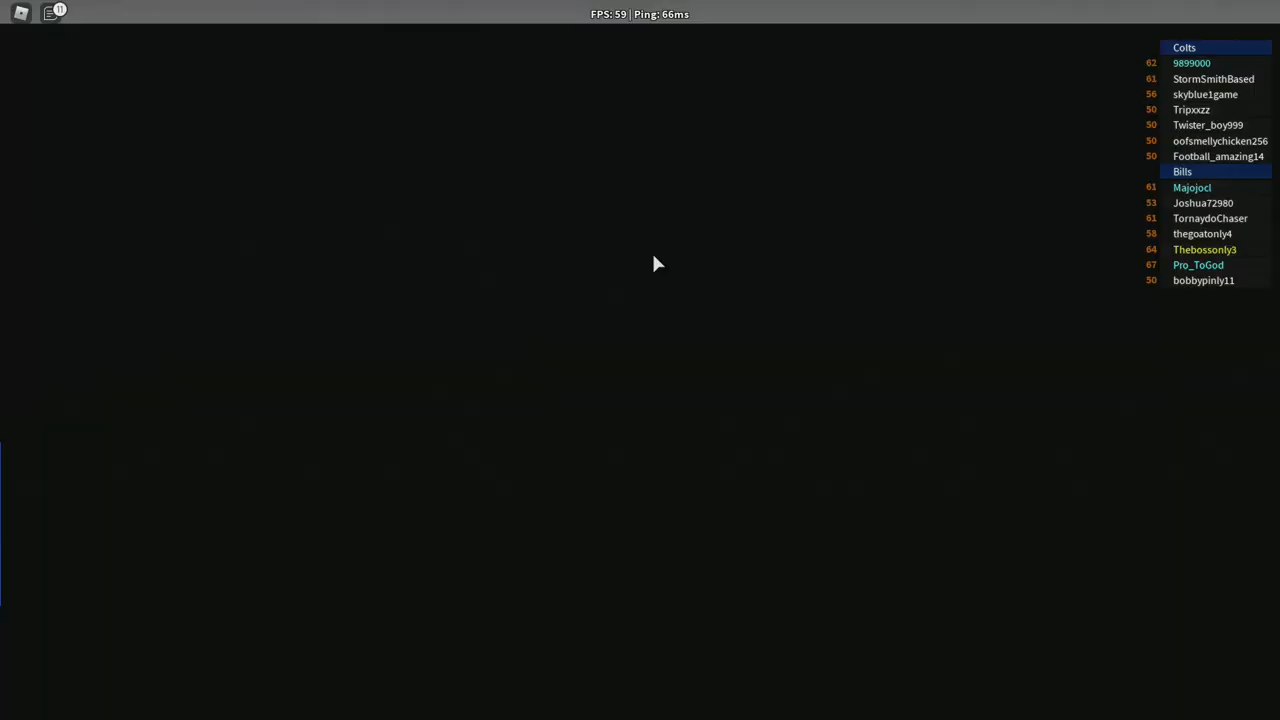 11
FPS: 59 | Ping: 66ms
Colts
62 9899000
61 StormSmithBased
56 skyblue1game
50 Tripxxzz
50 Twister_boy999
50 oofsmellychicken256
50 Football_amazing14
Bills
61 Majojocl
53 Joshua72980
61 TornaydoChaser
58 thegoatonly4
64 Thebossonly3
67 Pro_ToGod
50 bobbypinly11